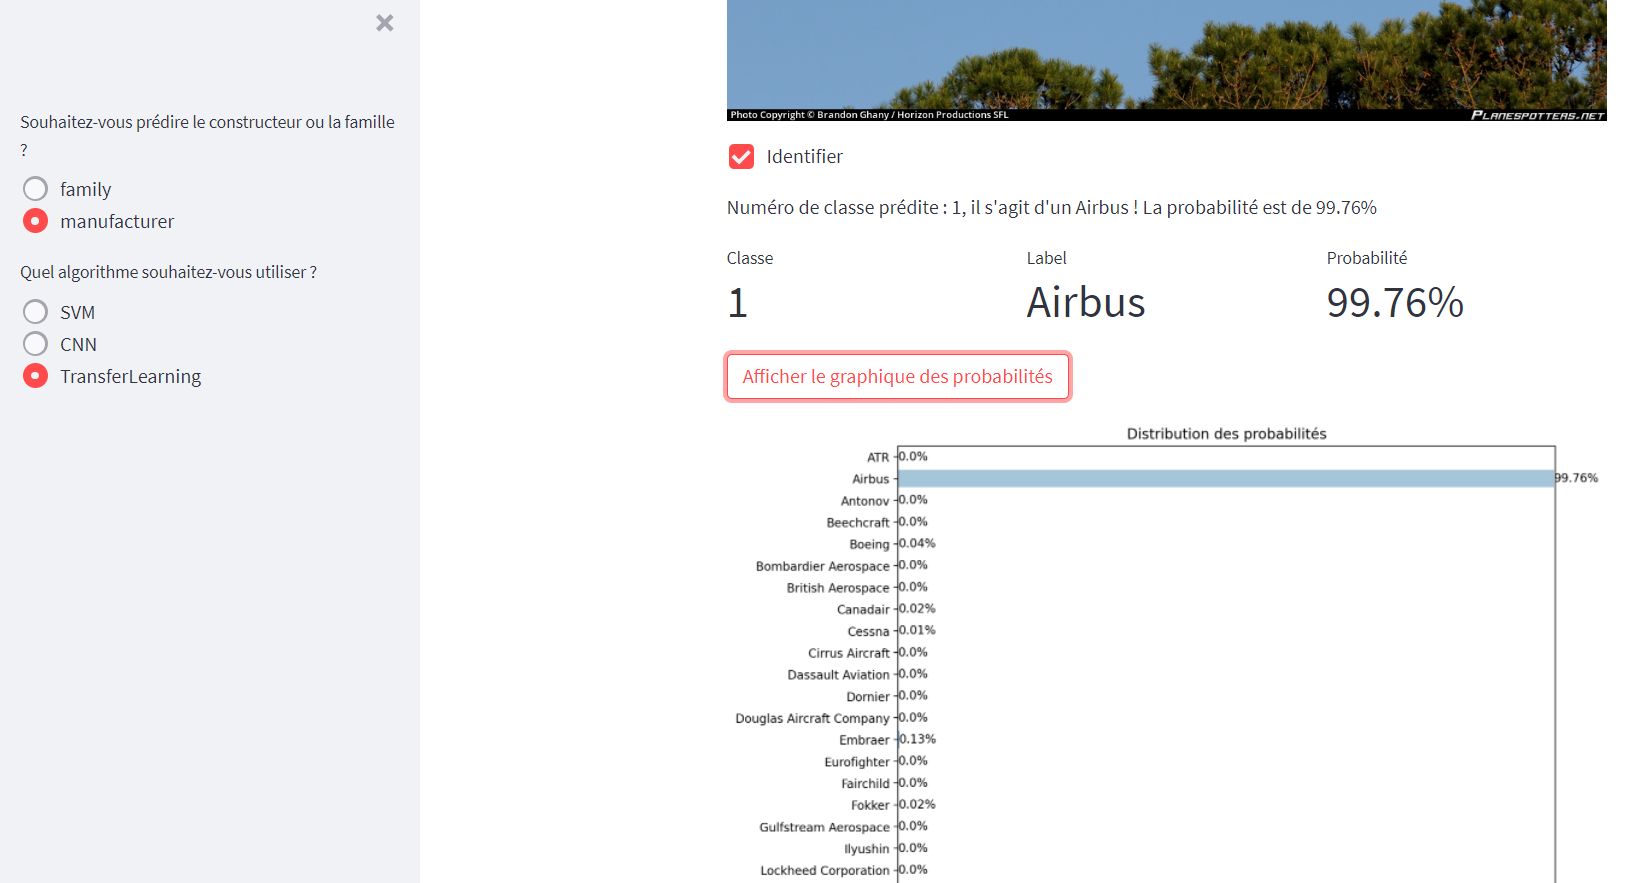 ×
Souhaitez-vous prédire le constructeur ou la famille
?
family
manufacturer
Quel algorithme souhaitez-vous utiliser ?
SVM
CNN
TransferLearning
Photo Copyright © Brandon Ghany / Horizon Productions SFL
PLANESPOTTERS.NET
Identifier
Numéro de classe prédite : 1, il s'agit d'un Airbus ! La probabilité est de 99.76%
Classe
1
Label
Airbus
Probabilité
99.76%
Afficher le graphique des probabilités
Distribution des probabilités
ATR 0.0%
Airbus 99.76%
Antonov 0.0%
Beechcraft 0.0%
Boeing 0.04%
Bombardier Aerospace 0.0%
British Aerospace 0.0%
Canadair 0.02%
Cessna 0.01%
Cirrus Aircraft 0.0%
Dassault Aviation 0.0%
Dornier 0.0%
Douglas Aircraft Company 0.0%
Embraer 0.13%
Eurofighter 0.0%
Fairchild 0.0%
Fokker 0.02%
Gulfstream Aerospace 0.0%
Ilyushin 0.0%
Lockheed Corporation 0.0%